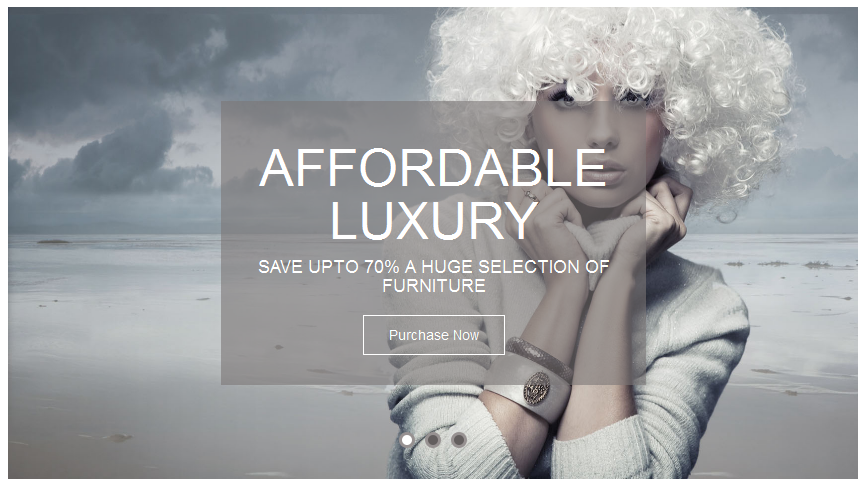 AFFORDABLE
LUXURY
SAVE UPTO 70% A HUGE SELECTION OF
FURNITURE
Purchase Now